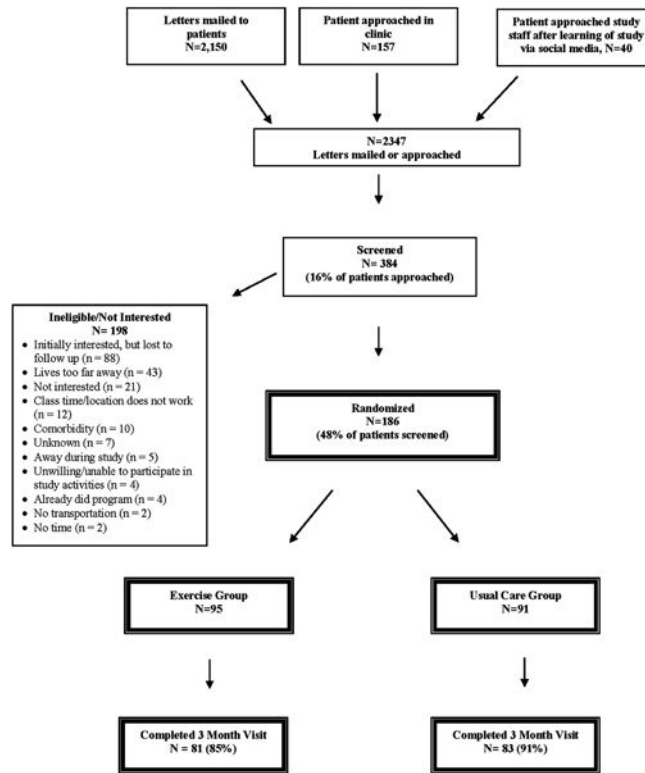 Letters mailed to
patients
N=2,150
Patient approached in
clinic
N=157
Patient approached study
staff after learning of study
via social media, N=40
N=2347
Letters mailed or approached
Screened
N= 384
(16% of patients approached)
Ineligible/Not Interested
N= 198
• Initially interested, but lost to
follow up (n = 88)
• Lives too far away (n = 43)
• Not interested (n = 21)
• Class time/location does not work
(n = 12)
• Comorbidity (n = 10)
• Unknown (n = 7)
• Away during study (n = 5)
• Unwilling/unable to participate in
study activities (n = 4)
• Already did program (n = 4)
• No transportation (n = 2)
• No time (n = 2)
Randomized
N=186
(48% of patients screened)
Exercise Group
N=95
Usual Care Group
N=91
Completed 3 Month Visit
N = 81 (85%)
Completed 3 Month Visit
N = 83 (91%)